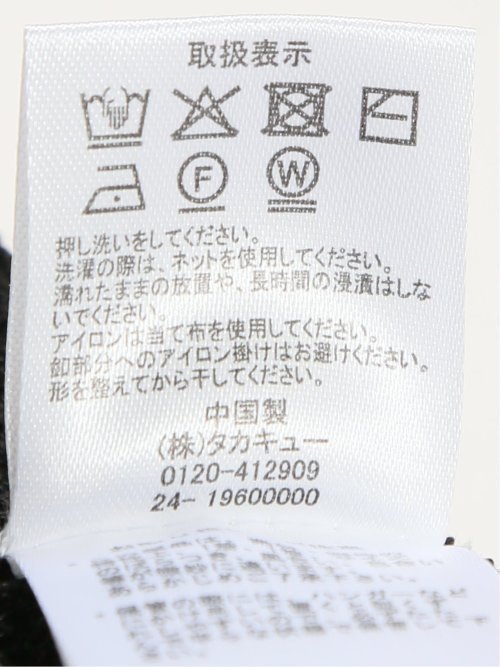 取扱表示
F
W
押し洗いをしてください。
洗濯の際は、ネットを使用してください。
濡れたままの放置や、長時間の浸漬はしな
いでください。
アイロンは当て布を使用してください。
釦部分へのアイロン掛けはお避けください。
形を整えてから干してください。
中国製
(株)タカキュー
0120-412909
24- 19600000